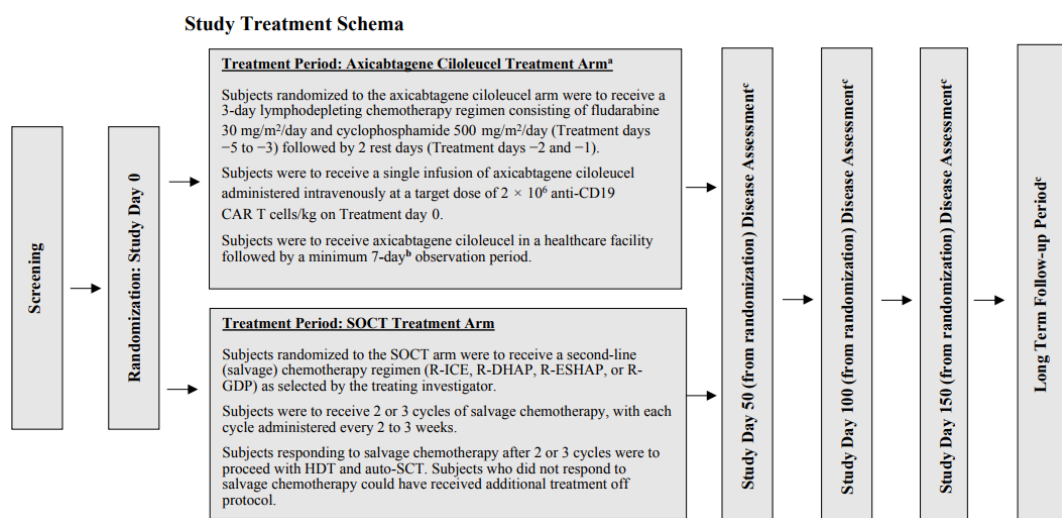 Study Treatment Schema
Screening
Randomization: Study Day 0
Treatment Period: Axicabtagene Ciloleucel Treatment Armᵃ
Subjects randomized to the axicabtagene ciloleucel arm were to receive a
3-day lymphodepleting chemotherapy regimen consisting of fludarabine
30 mg/m²/day and cyclophosphamide 500 mg/m²/day (Treatment days
−5 to −3) followed by 2 rest days (Treatment days −2 and −1).
Subjects were to receive a single infusion of axicabtagene ciloleucel
administered intravenously at a target dose of 2 × 10⁶ anti-CD19
CAR T cells/kg on Treatment day 0.
Subjects were to receive axicabtagene ciloleucel in a healthcare facility
followed by a minimum 7-dayᵇ observation period.
Treatment Period: SOCT Treatment Arm
Subjects randomized to the SOCT arm were to receive a second-line
(salvage) chemotherapy regimen (R-ICE, R-DHAP, R-ESHAP, or R-
GDP) as selected by the treating investigator.
Subjects were to receive 2 or 3 cycles of salvage chemotherapy, with each
cycle administered every 2 to 3 weeks.
Subjects responding to salvage chemotherapy after 2 or 3 cycles were to
proceed with HDT and auto-SCT. Subjects who did not respond to
salvage chemotherapy could have received additional treatment off
protocol.
Study Day 50 (from randomization) Disease Assessmentᶜ
Study Day 100 (from randomization) Disease Assessmentᶜ
Study Day 150 (from randomization) Disease Assessmentᶜ
Long Term Follow-up Periodᶜ